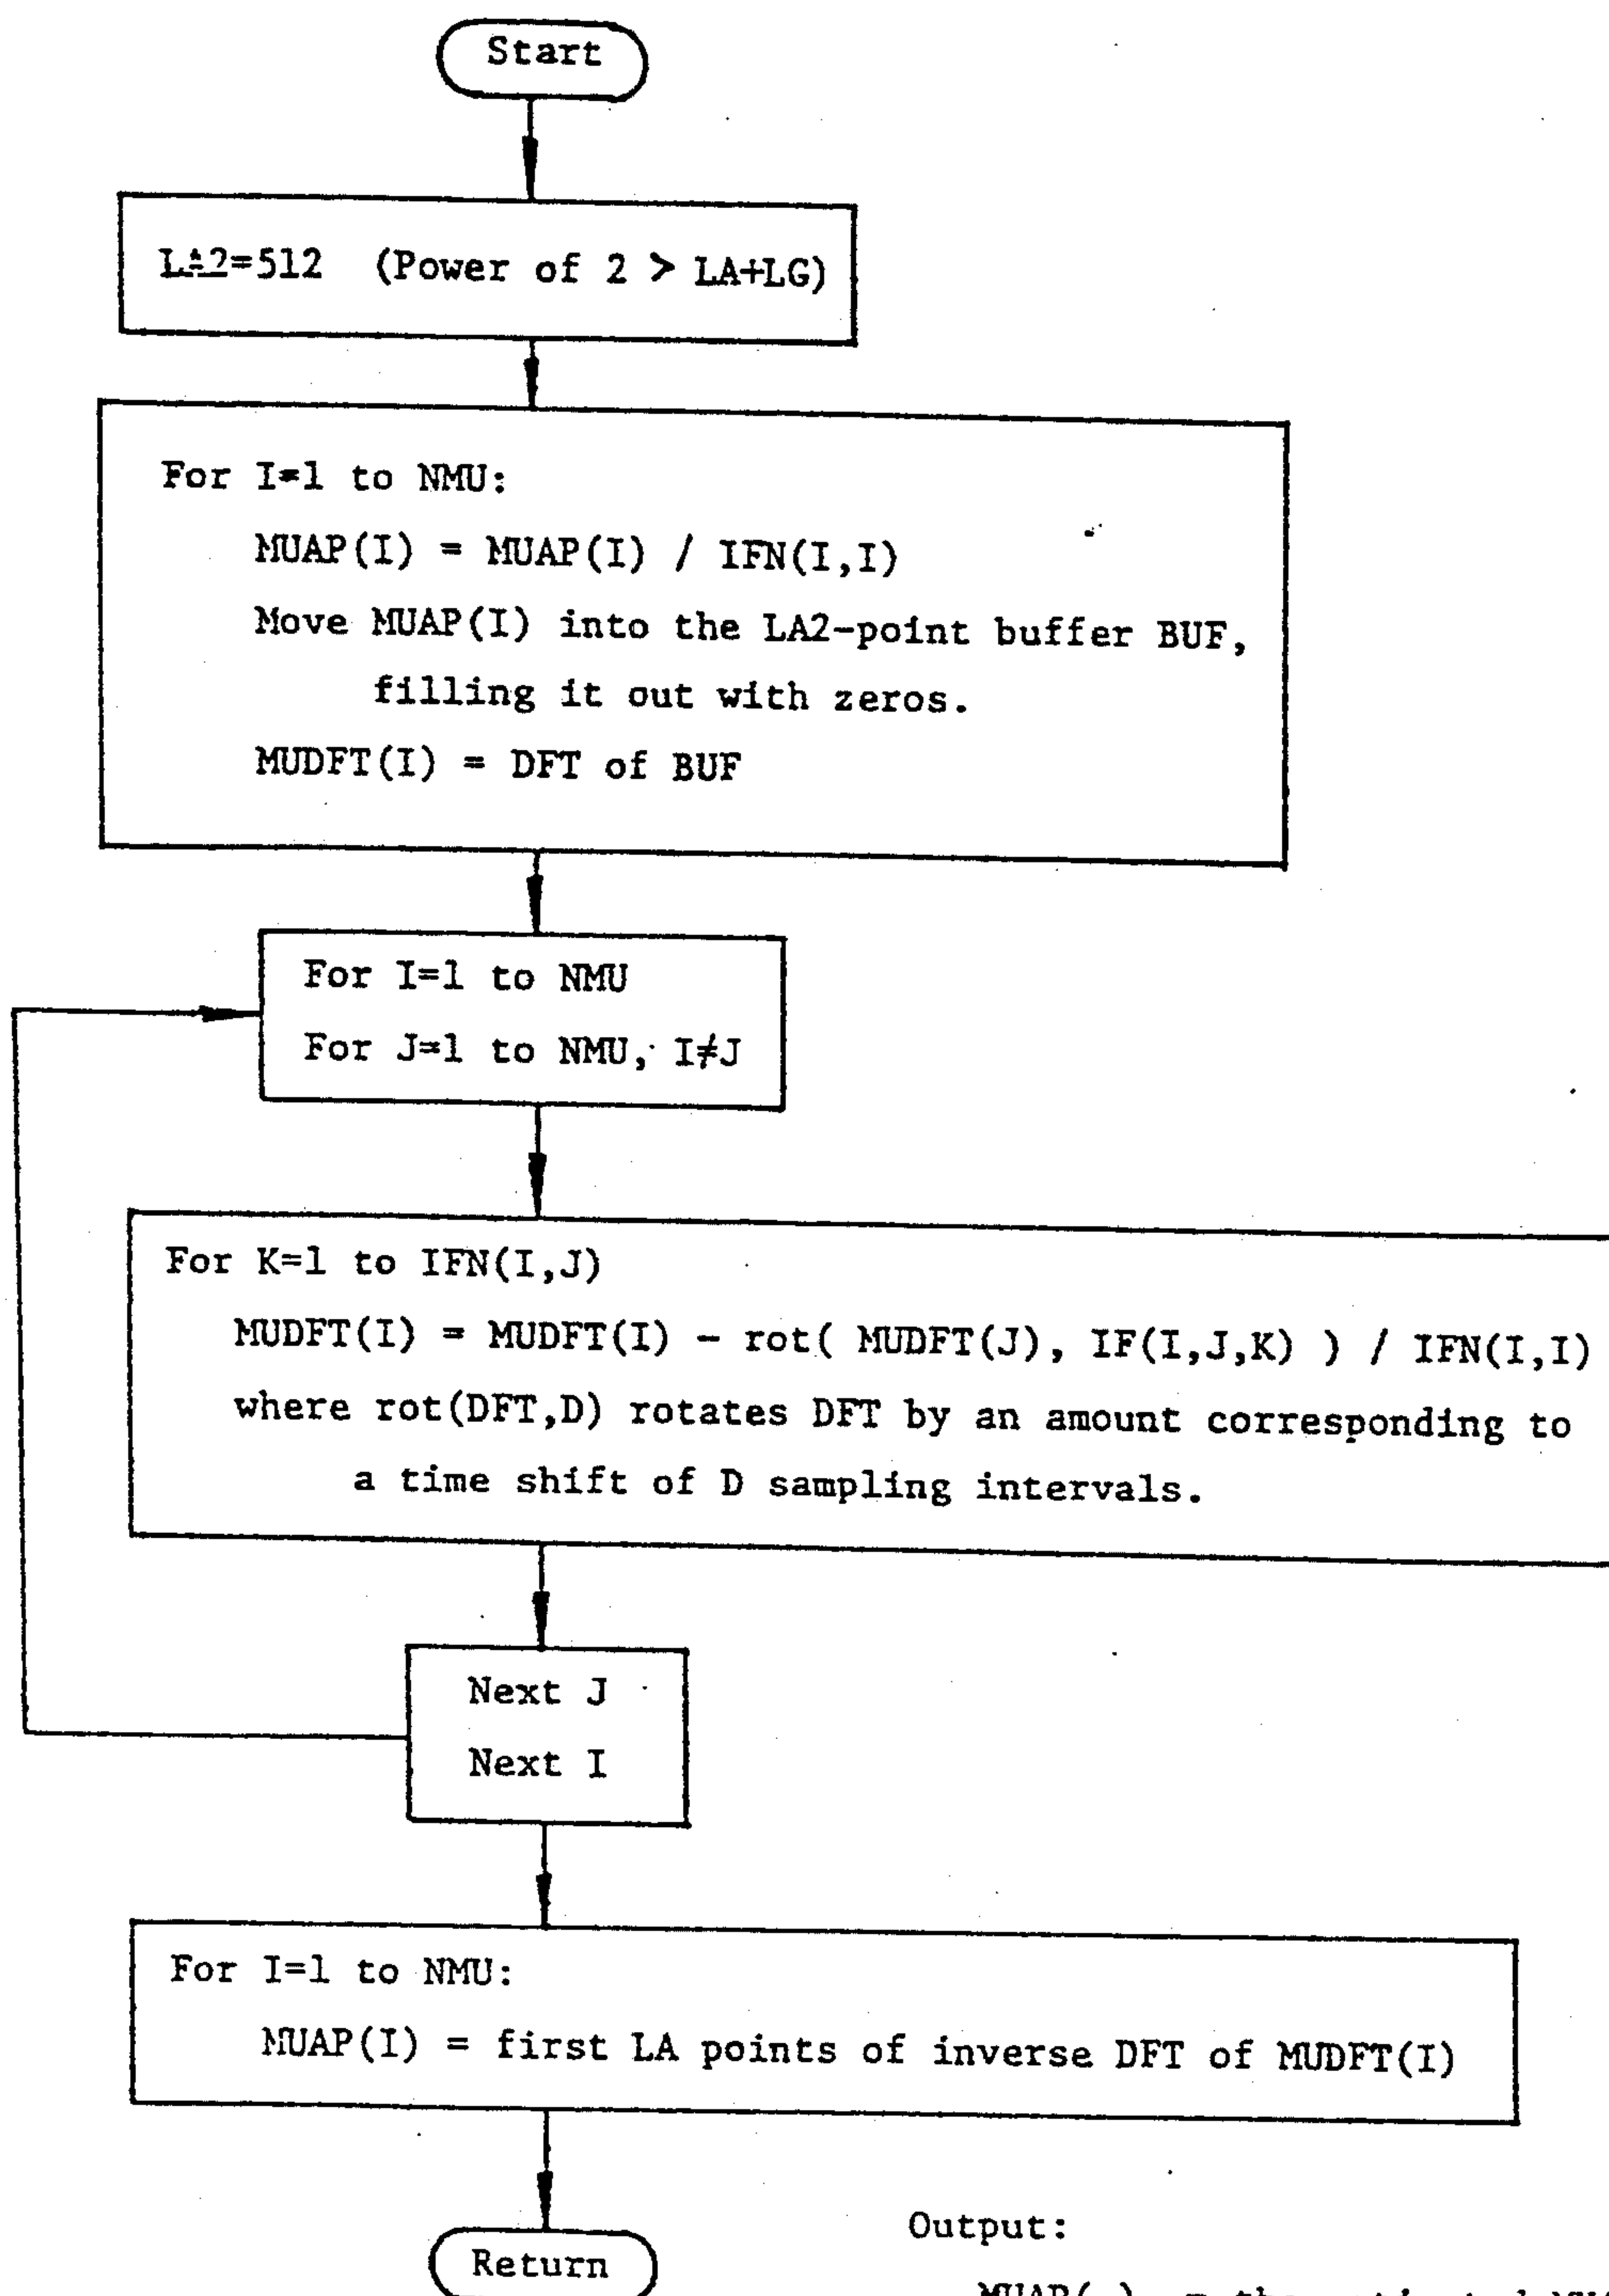 Start
LA2=512 (Power of 2 > LA+LG)
For I=1 to NMU:
MUAP(I) = MUAP(I) / IFN(I,I)
Move MUAP(I) into the LA2-point buffer BUF,
filling it out with zeros.
MUDFT(I) = DFT of BUF
For I=1 to NMU
For J=1 to NMU, I≠J
For K=1 to IFN(I,J)
MUDFT(I) = MUDFT(I) - rot( MUDFT(J), IF(I,J,K) ) / IFN(I,I)
where rot(DFT,D) rotates DFT by an amount corresponding to
a time shift of D sampling intervals.
Next J
Next I
For I=1 to NMU:
MUAP(I) = first LA points of inverse DFT of MUDFT(I)
Return
Output: